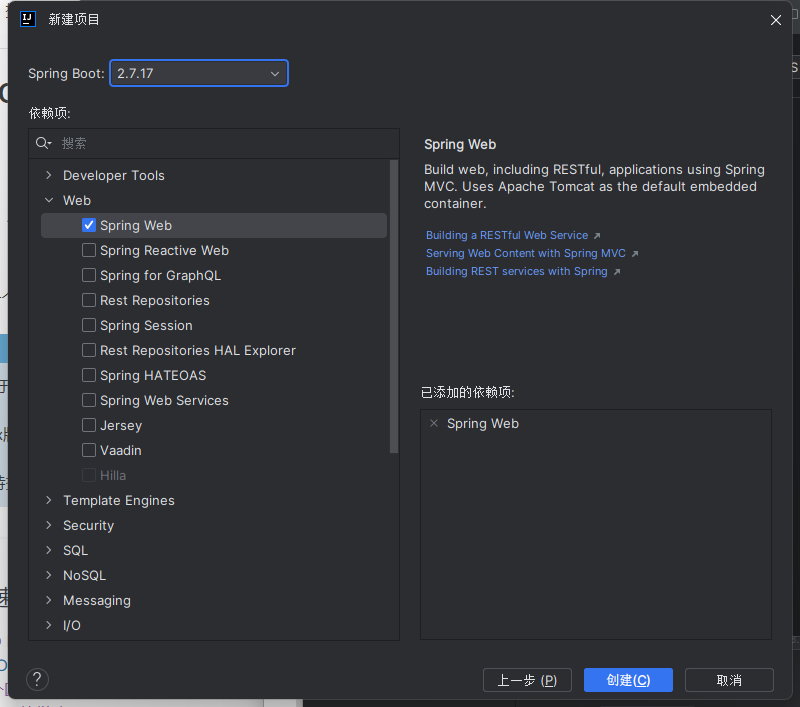 新建项目
Spring Boot:
2.7.17
依赖项:
搜索
Developer Tools
Web
Spring Web
Spring Reactive Web
Spring for GraphQL
Rest Repositories
Spring Session
Rest Repositories HAL Explorer
Spring HATEOAS
Spring Web Services
Jersey
Vaadin
Hilla
Template Engines
Security
SQL
NoSQL
Messaging
I/O
Spring Web
Build web, including RESTful, applications using Spring
MVC. Uses Apache Tomcat as the default embedded
container.
Building a RESTful Web Service
Serving Web Content with Spring MVC
Building REST services with Spring
已添加的依赖项:
Spring Web
?
上一步 (P)
创建(C)
取消